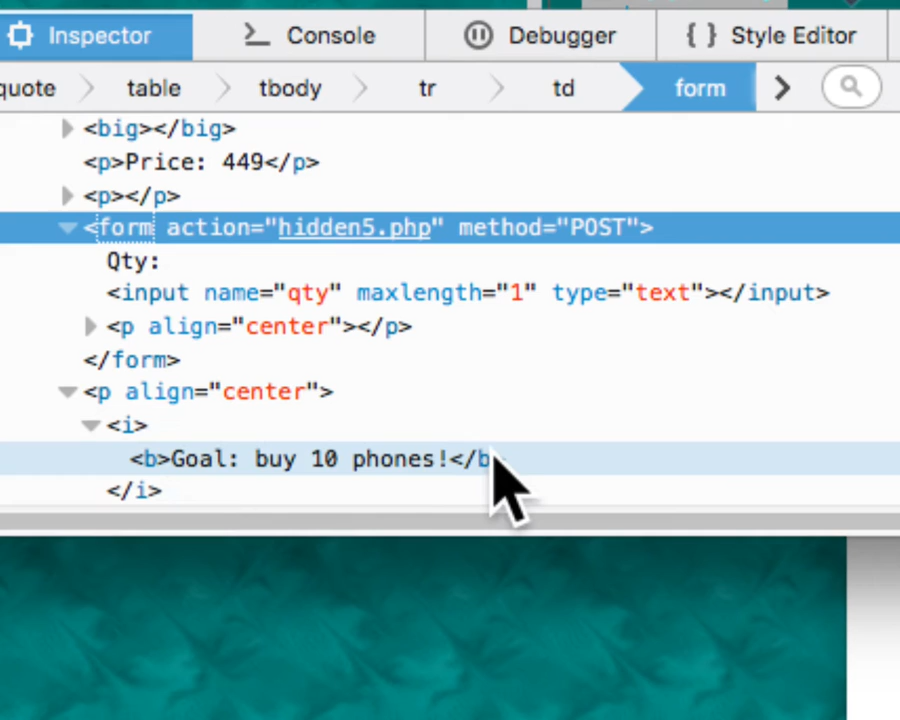 Inspector Console Debugger { } Style Editor
quote table tbody tr td form
<big></big>
<p>Price: 449</p>
<p></p>
<form action="hidden5.php" method="POST">
Qty:
<input name="qty" maxlength="1" type="text"></input>
<p align="center"></p>
</form>
<p align="center">
<i>
<b>Goal: buy 10 phones!</b
</i>